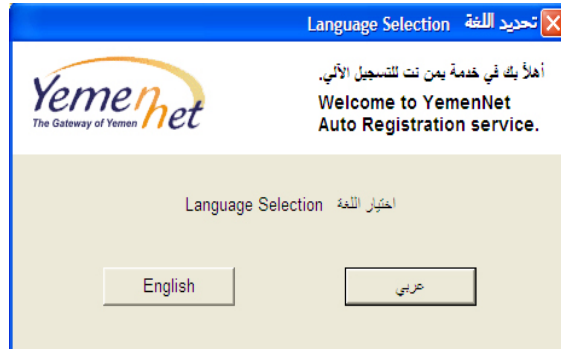 Language Selection تحديد اللغة
Yemen net
The Gateway of Yemen
أهلاً بك في خدمة يمن نت للتسجيل الآلي.
Welcome to YemenNet
Auto Registration service.
Language Selection اختيار اللغة
English
عربي